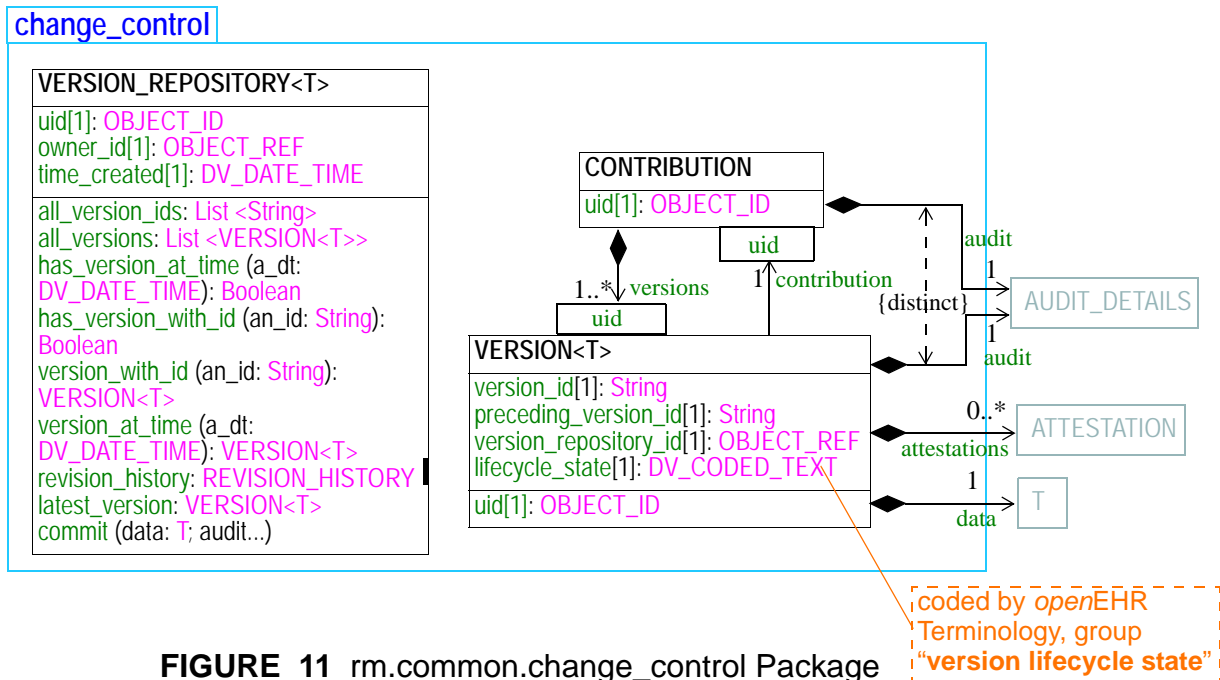 change_control
VERSION_REPOSITORY<T>
uid[1]: OBJECT_ID
owner_id[1]: OBJECT_REF
time_created[1]: DV_DATE_TIME
all_version_ids: List <String>
all_versions: List <VERSION<T>>
has_version_at_time (a_dt:
DV_DATE_TIME): Boolean
has_version_with_id (an_id: String):
Boolean
version_with_id (an_id: String):
VERSION<T>
version_at_time (a_dt:
DV_DATE_TIME): VERSION<T>
revision_history: REVISION_HISTORY
latest_version: VERSION<T>
commit (data: T; audit...)
CONTRIBUTION
uid[1]: OBJECT_ID
uid
1 contribution
1..* versions
uid
VERSION<T>
version_id[1]: String
preceding_version_id[1]: String
version_repository_id[1]: OBJECT_REF
lifecycle_state[1]: DV_CODED_TEXT
uid[1]: OBJECT_ID
audit
1
{distinct}
1
audit
AUDIT_DETAILS
0..*
attestations
ATTESTATION
1
data
T
coded by openEHR
Terminology, group
“version lifecycle state”
FIGURE 11 rm.common.change_control Package